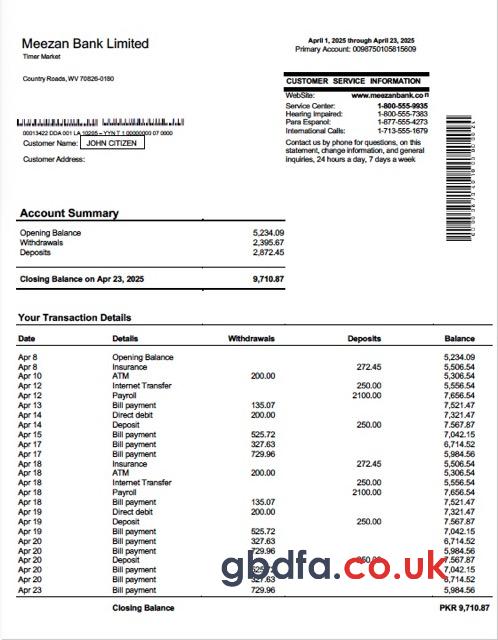 Meezan Bank Limited
Timer Market
Country Roads, WV 70826-0180
April 1, 2025 through April 23, 2025
Primary Account: 0098750105815609
CUSTOMER SERVICE INFORMATION
WebSite: www.meezanbank.co
Service Center: 1-800-555-9935
Hearing Impaired: 1-800-555-7383
Para Espanol: 1-877-555-4273
International Calls: 1-713-555-1679
Contact us by phone for questions, on this
statement, change information, and general
inquiries, 24 hours a day, 7 days a week
00013422 DDA 001 LA 10205 - YYN T 1 00000000 07 0000
Customer Name: JOHN CITIZEN
Customer Address:
Account Summary
Opening Balance 5,234.09
Withdrawals 2,395.67
Deposits 2,872.45
Closing Balance on Apr 23, 2025 9,710.87
Your Transaction Details
Date Details Withdrawals Deposits Balance
Apr 8 Opening Balance 5,234.09
Apr 8 Insurance 272.45 5,506.54
Apr 10 ATM 200.00 5,306.54
Apr 12 Internet Transfer 250.00 5,556.54
Apr 12 Payroll 2100.00 7,656.54
Apr 13 Bill payment 135.07 7,521.47
Apr 14 Direct debit 200.00 7,321.47
Apr 14 Deposit 250.00 7.567.87
Apr 15 Bill payment 525.72 7,042.15
Apr 17 Bill payment 327.63 6,714.52
Apr 17 Bill payment 729.96 5,984.56
Apr 18 Insurance 272.45 5,506.54
Apr 18 ATM 200.00 5,306.54
Apr 18 Internet Transfer 250.00 5,556.54
Apr 18 Payroll 2100.00 7,656.54
Apr 18 Bill payment 135.07 7,521.47
Apr 19 Direct debit 200.00 7,321.47
Apr 19 Deposit 250.00 7.567.87
Apr 19 Bill payment 525.72 7,042.15
Apr 20 Bill payment 327.63 6,714.52
Apr 20 Bill payment 729.96 5,984.56
Apr 20 Deposit 250.00 7.567.87
Apr 20 Bill payment 525.72 7,042.15
Apr 20 Bill payment 327.63 6,714.52
Apr 23 Bill payment 729.96 5,984.56
Closing Balance PKR 9,710.87
gbdfa.co.uk